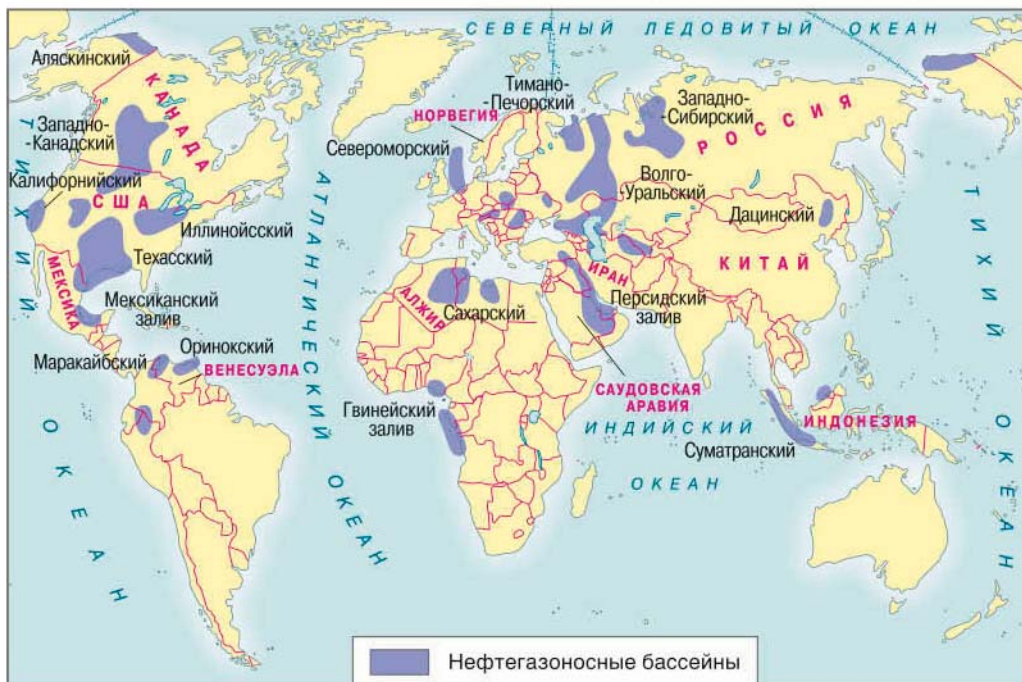 СЕВЕРНЫЙ ЛЕДОВИТЫЙ ОКЕАН
Аляскинский
КАНАДА
Западно-
-Канадский
Калифорнийский
США
Иллинойсский
Техасский
МЕКСИКА
Мексиканский
залив
Маракайбский
Оринокский
ВЕНЕСУЭЛА
ТИХИЙ
ОКЕАН
АТЛАНТИЧЕСКИЙ
ОКЕАН
Тимано-
-Печорский
НОРВЕГИЯ
Североморский
Западно-
-Сибирский
РОССИЯ
Волго-
-Уральский
Дацинский
КИТАЙ
ИРАН
Персидский
залив
АЛЖИР
Сахарский
САУДОВСКАЯ
АРАВИЯ
Гвинейский
залив
ИНДИЙСКИЙ
ОКЕАН
ИНДОНЕЗИЯ
Суматранский
ТИХИЙ
ОКЕАН
Нефтегазоносные бассейны